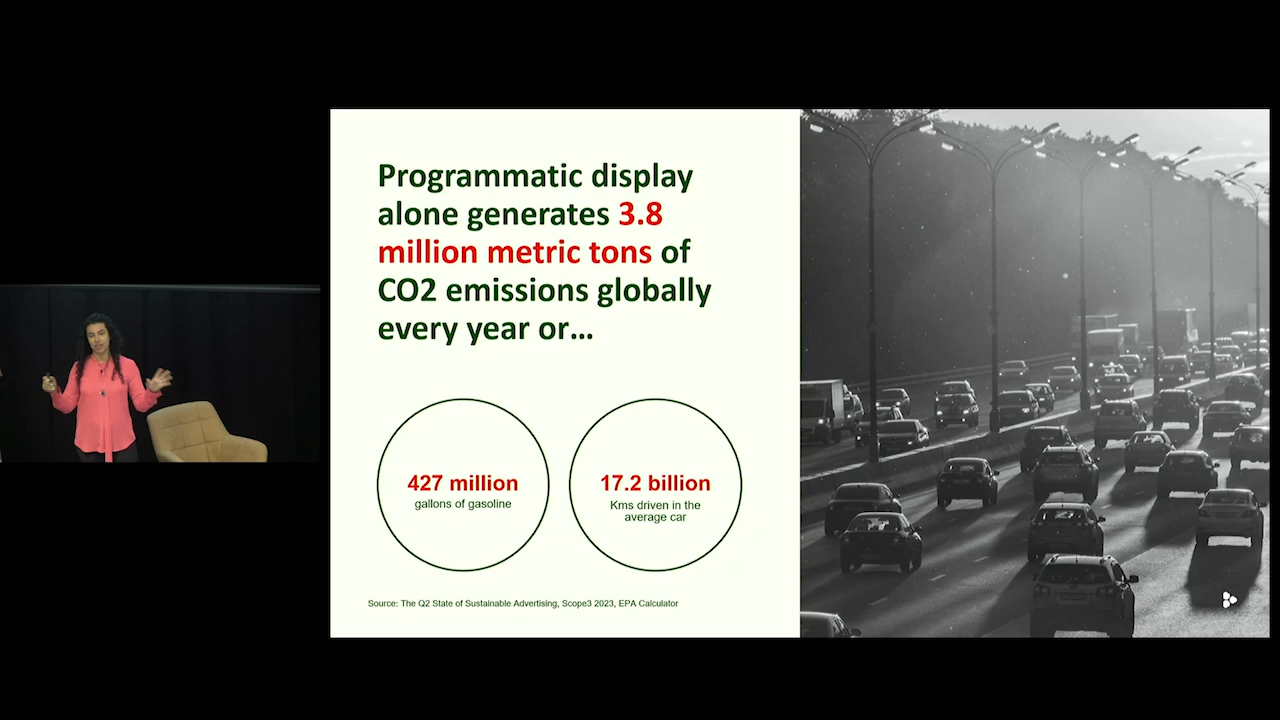 Programmatic display
alone generates 3.8
million metric tons of
CO2 emissions globally
every year or...
427 million
gallons of gasoline
17.2 billion
Kms driven in the
average car
Source: The Q2 State of Sustainable Advertising, Scope3 2023, EPA Calculator